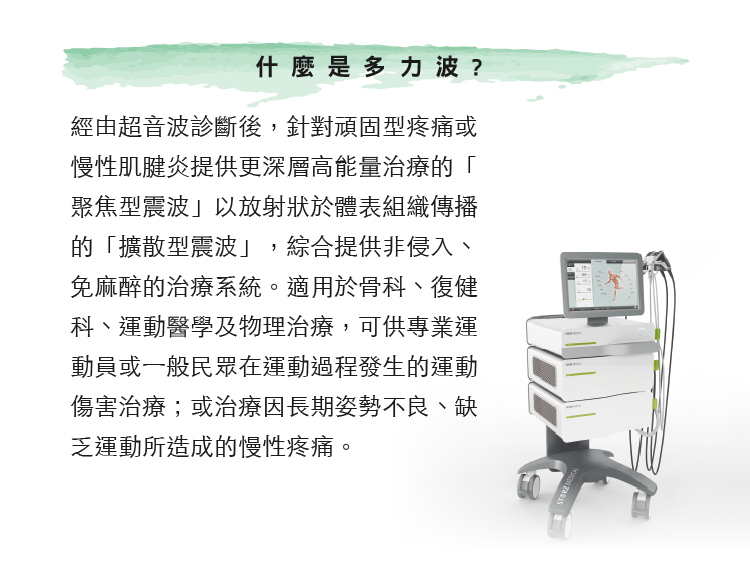 什麼是多力波?
經由超音波診斷後，針對頑固型疼痛或
慢性肌腱炎提供更深層高能量治療的「
聚焦型震波」以放射狀於體表組織傳播
的「擴散型震波」，綜合提供非侵入、
免麻醉的治療系統。適用於骨科、復健
科、運動醫學及物理治療，可供專業運
動員或一般民眾在運動過程發生的運動
傷害治療；或治療因長期姿勢不良、缺
乏運動所造成的慢性疼痛。
STORZ MEDICAL